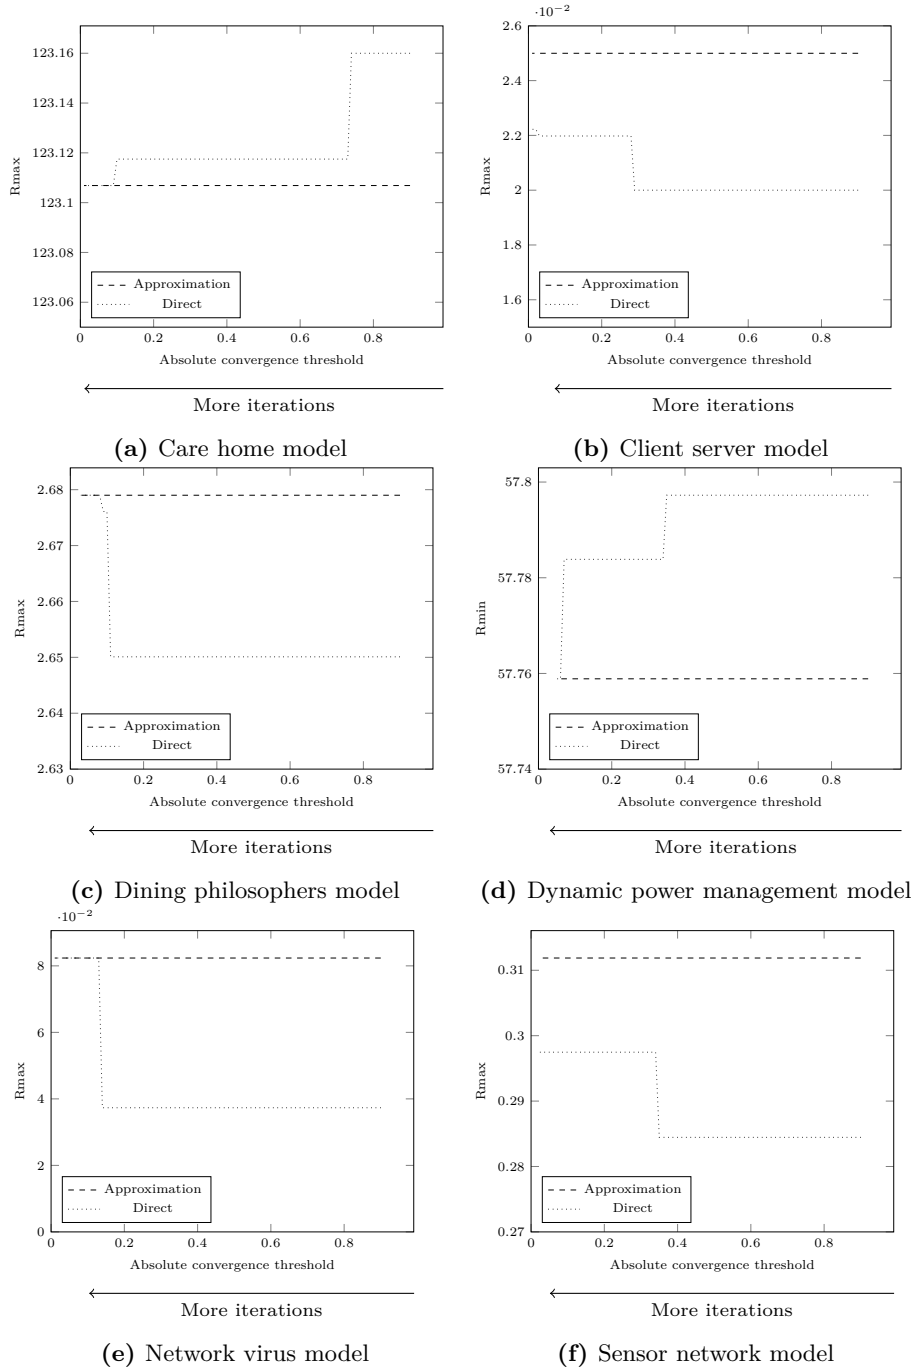 123.16
123.14
123.12
123.1
123.08
123.06
Rmax
Approximation
Direct
0 0.2 0.4 0.6 0.8
Absolute convergence threshold
More iterations
(a) Care home model
·10⁻²
2.6
2.4
2.2
2
1.8
1.6
Rmax
Approximation
Direct
0 0.2 0.4 0.6 0.8
Absolute convergence threshold
More iterations
(b) Client server model
2.68
2.67
2.66
2.65
2.64
2.63
Rmax
Approximation
Direct
0 0.2 0.4 0.6 0.8
Absolute convergence threshold
More iterations
(c) Dining philosophers model
57.8
57.78
57.76
57.74
Rmin
Approximation
Direct
0 0.2 0.4 0.6 0.8
Absolute convergence threshold
More iterations
(d) Dynamic power management model
·10⁻²
8
6
4
2
0
Rmax
Approximation
Direct
0 0.2 0.4 0.6 0.8
Absolute convergence threshold
More iterations
(e) Network virus model
0.31
0.3
0.29
0.28
0.27
Rmax
Approximation
Direct
0 0.2 0.4 0.6 0.8
Absolute convergence threshold
More iterations
(f) Sensor network model